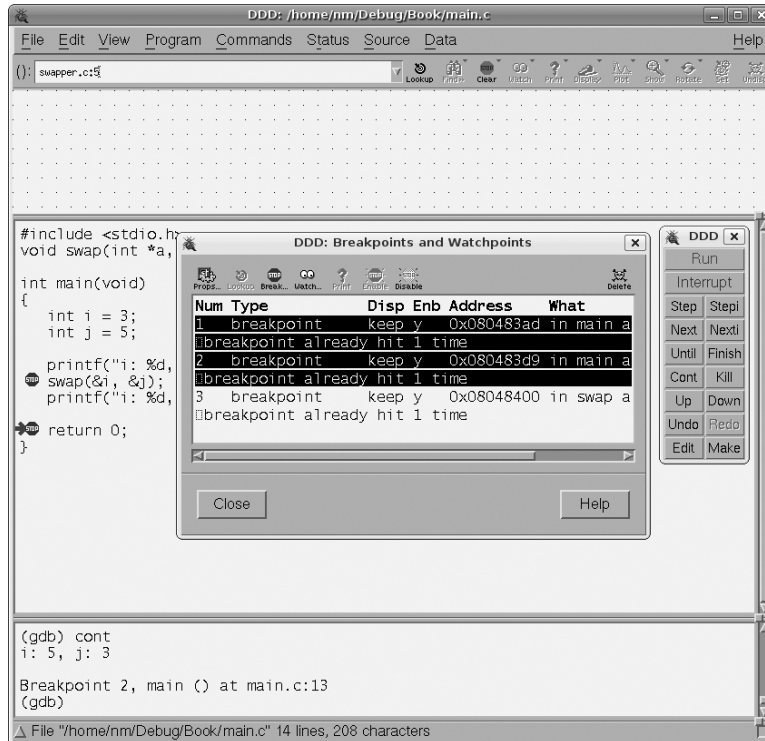 DDD: /home/nm/Debug/Book/main.c
File Edit View Program Commands Status Source Data Help
(): swapper.c:5
Lookup Find» Clear Watch Print Display Plot Show Rotate Set Undisp
#include <stdio.h>
void swap(int *a,
int main(void)
{
int i = 3;
int j = 5;
printf("i: %d,
STOP swap(&i, &j);
printf("i: %d,
STOP return 0;
}
DDD: Breakpoints and Watchpoints
Props... Lookup Break... Watch... Print Enable Disable Delete
Num Type Disp Enb Address What
1 breakpoint keep y 0x080483ad in main a
breakpoint already hit 1 time
2 breakpoint keep y 0x080483d9 in main a
breakpoint already hit 1 time
3 breakpoint keep y 0x08048400 in swap a
breakpoint already hit 1 time
Close Help
DDD
Run
Interrupt
Step Stepi
Next Nexti
Until Finish
Cont Kill
Up Down
Undo Redo
Edit Make
(gdb) cont
i: 5, j: 3
Breakpoint 2, main () at main.c:13
(gdb)
File "/home/nm/Debug/Book/main.c" 14 lines, 208 characters